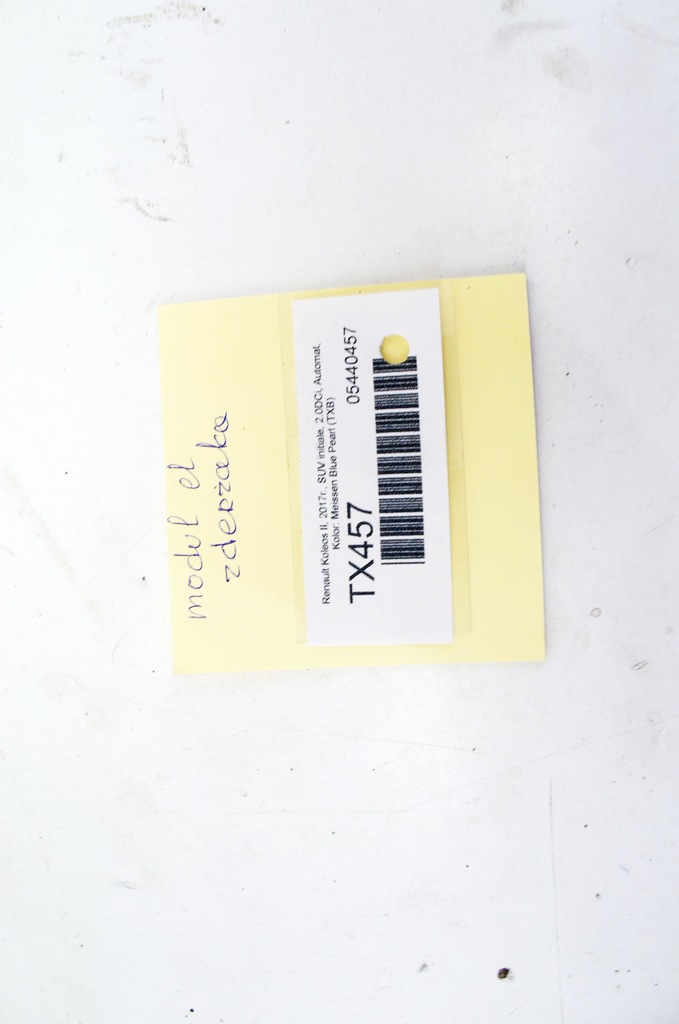 modul el
zderzaka
Renault Koleos II, 2017r., SUV initiale, 2.0DCi, Automat,
Kolor: Meissen Blue Pearl (TXB)
TX457
05440457